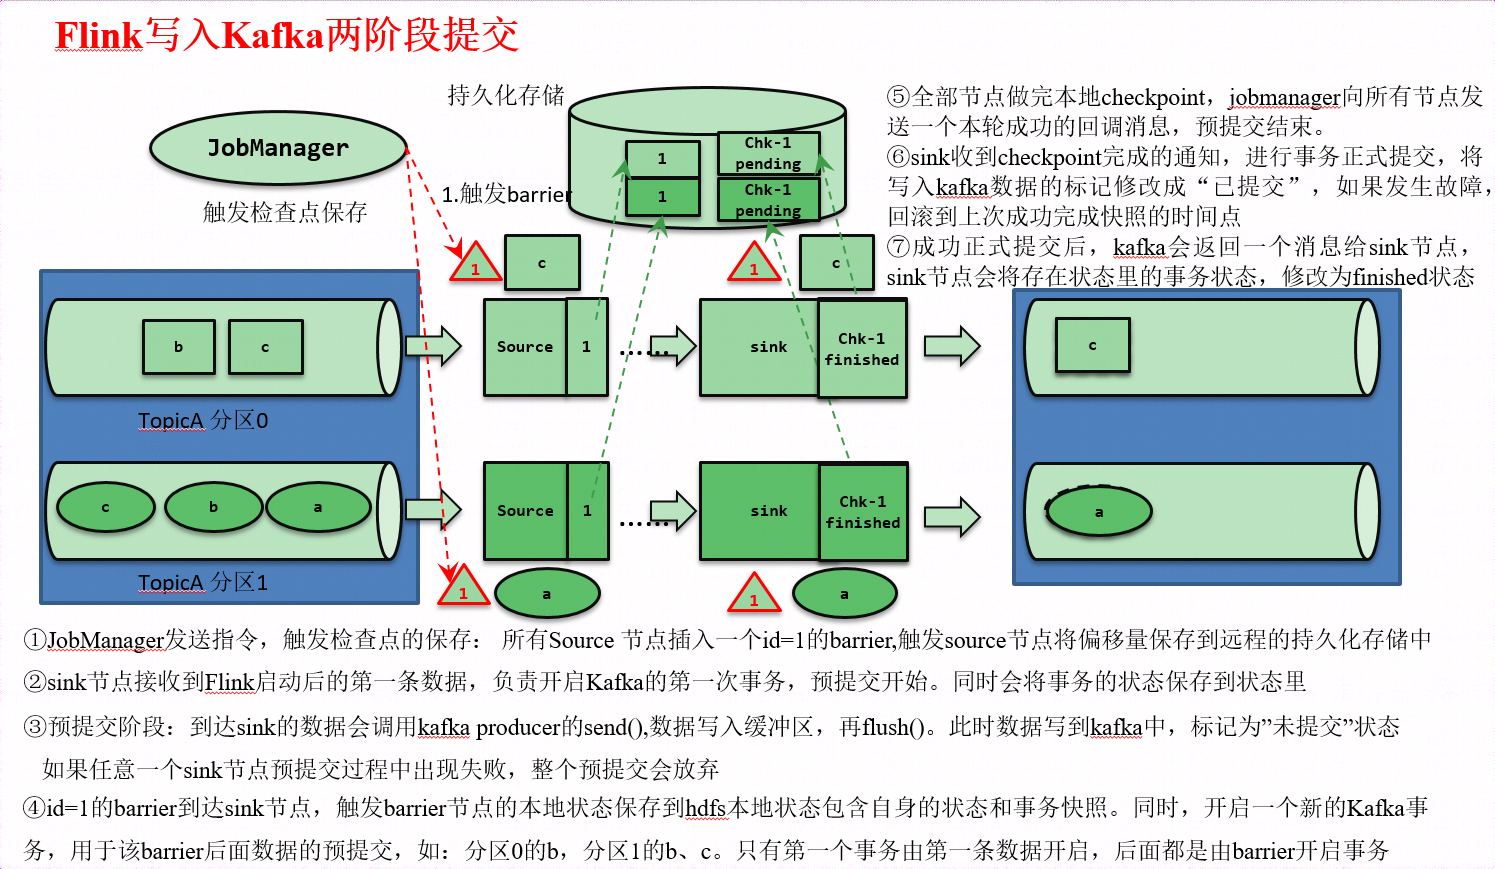 Flink写入Kafka两阶段提交
持久化存储
JobManager
触发检查点保存
1.触发barrier
1
1
Chk-1
pending
Chk-1
pending
⑤全部节点做完本地checkpoint，jobmanager向所有节点发
送一个本轮成功的回调消息，预提交结束。
⑥sink收到checkpoint完成的通知，进行事务正式提交，将
写入kafka数据的标记修改成“已提交”，如果发生故障，
回滚到上次成功完成快照的时间点
⑦成功正式提交后，kafka会返回一个消息给sink节点，
sink节点会将存在状态里的事务状态，修改为finished状态
1
c
1
c
b
c
Source
1
......
sink
Chk-1
finished
c
TopicA 分区0
c
b
a
Source
1
......
sink
Chk-1
finished
a
TopicA 分区1
1
a
1
a
①JobManager发送指令，触发检查点的保存： 所有Source 节点插入一个id=1的barrier,触发source节点将偏移量保存到远程的持久化存储中
②sink节点接收到Flink启动后的第一条数据，负责开启Kafka的第一次事务，预提交开始。同时会将事务的状态保存到状态里
③预提交阶段：到达sink的数据会调用kafka producer的send(),数据写入缓冲区，再flush()。此时数据写到kafka中，标记为”未提交”状态
如果任意一个sink节点预提交过程中出现失败，整个预提交会放弃
④id=1的barrier到达sink节点，触发barrier节点的本地状态保存到hdfs本地状态包含自身的状态和事务快照。同时，开启一个新的Kafka事
务，用于该barrier后面数据的预提交，如：分区0的b，分区1的b、c。只有第一个事务由第一条数据开启，后面都是由barrier开启事务